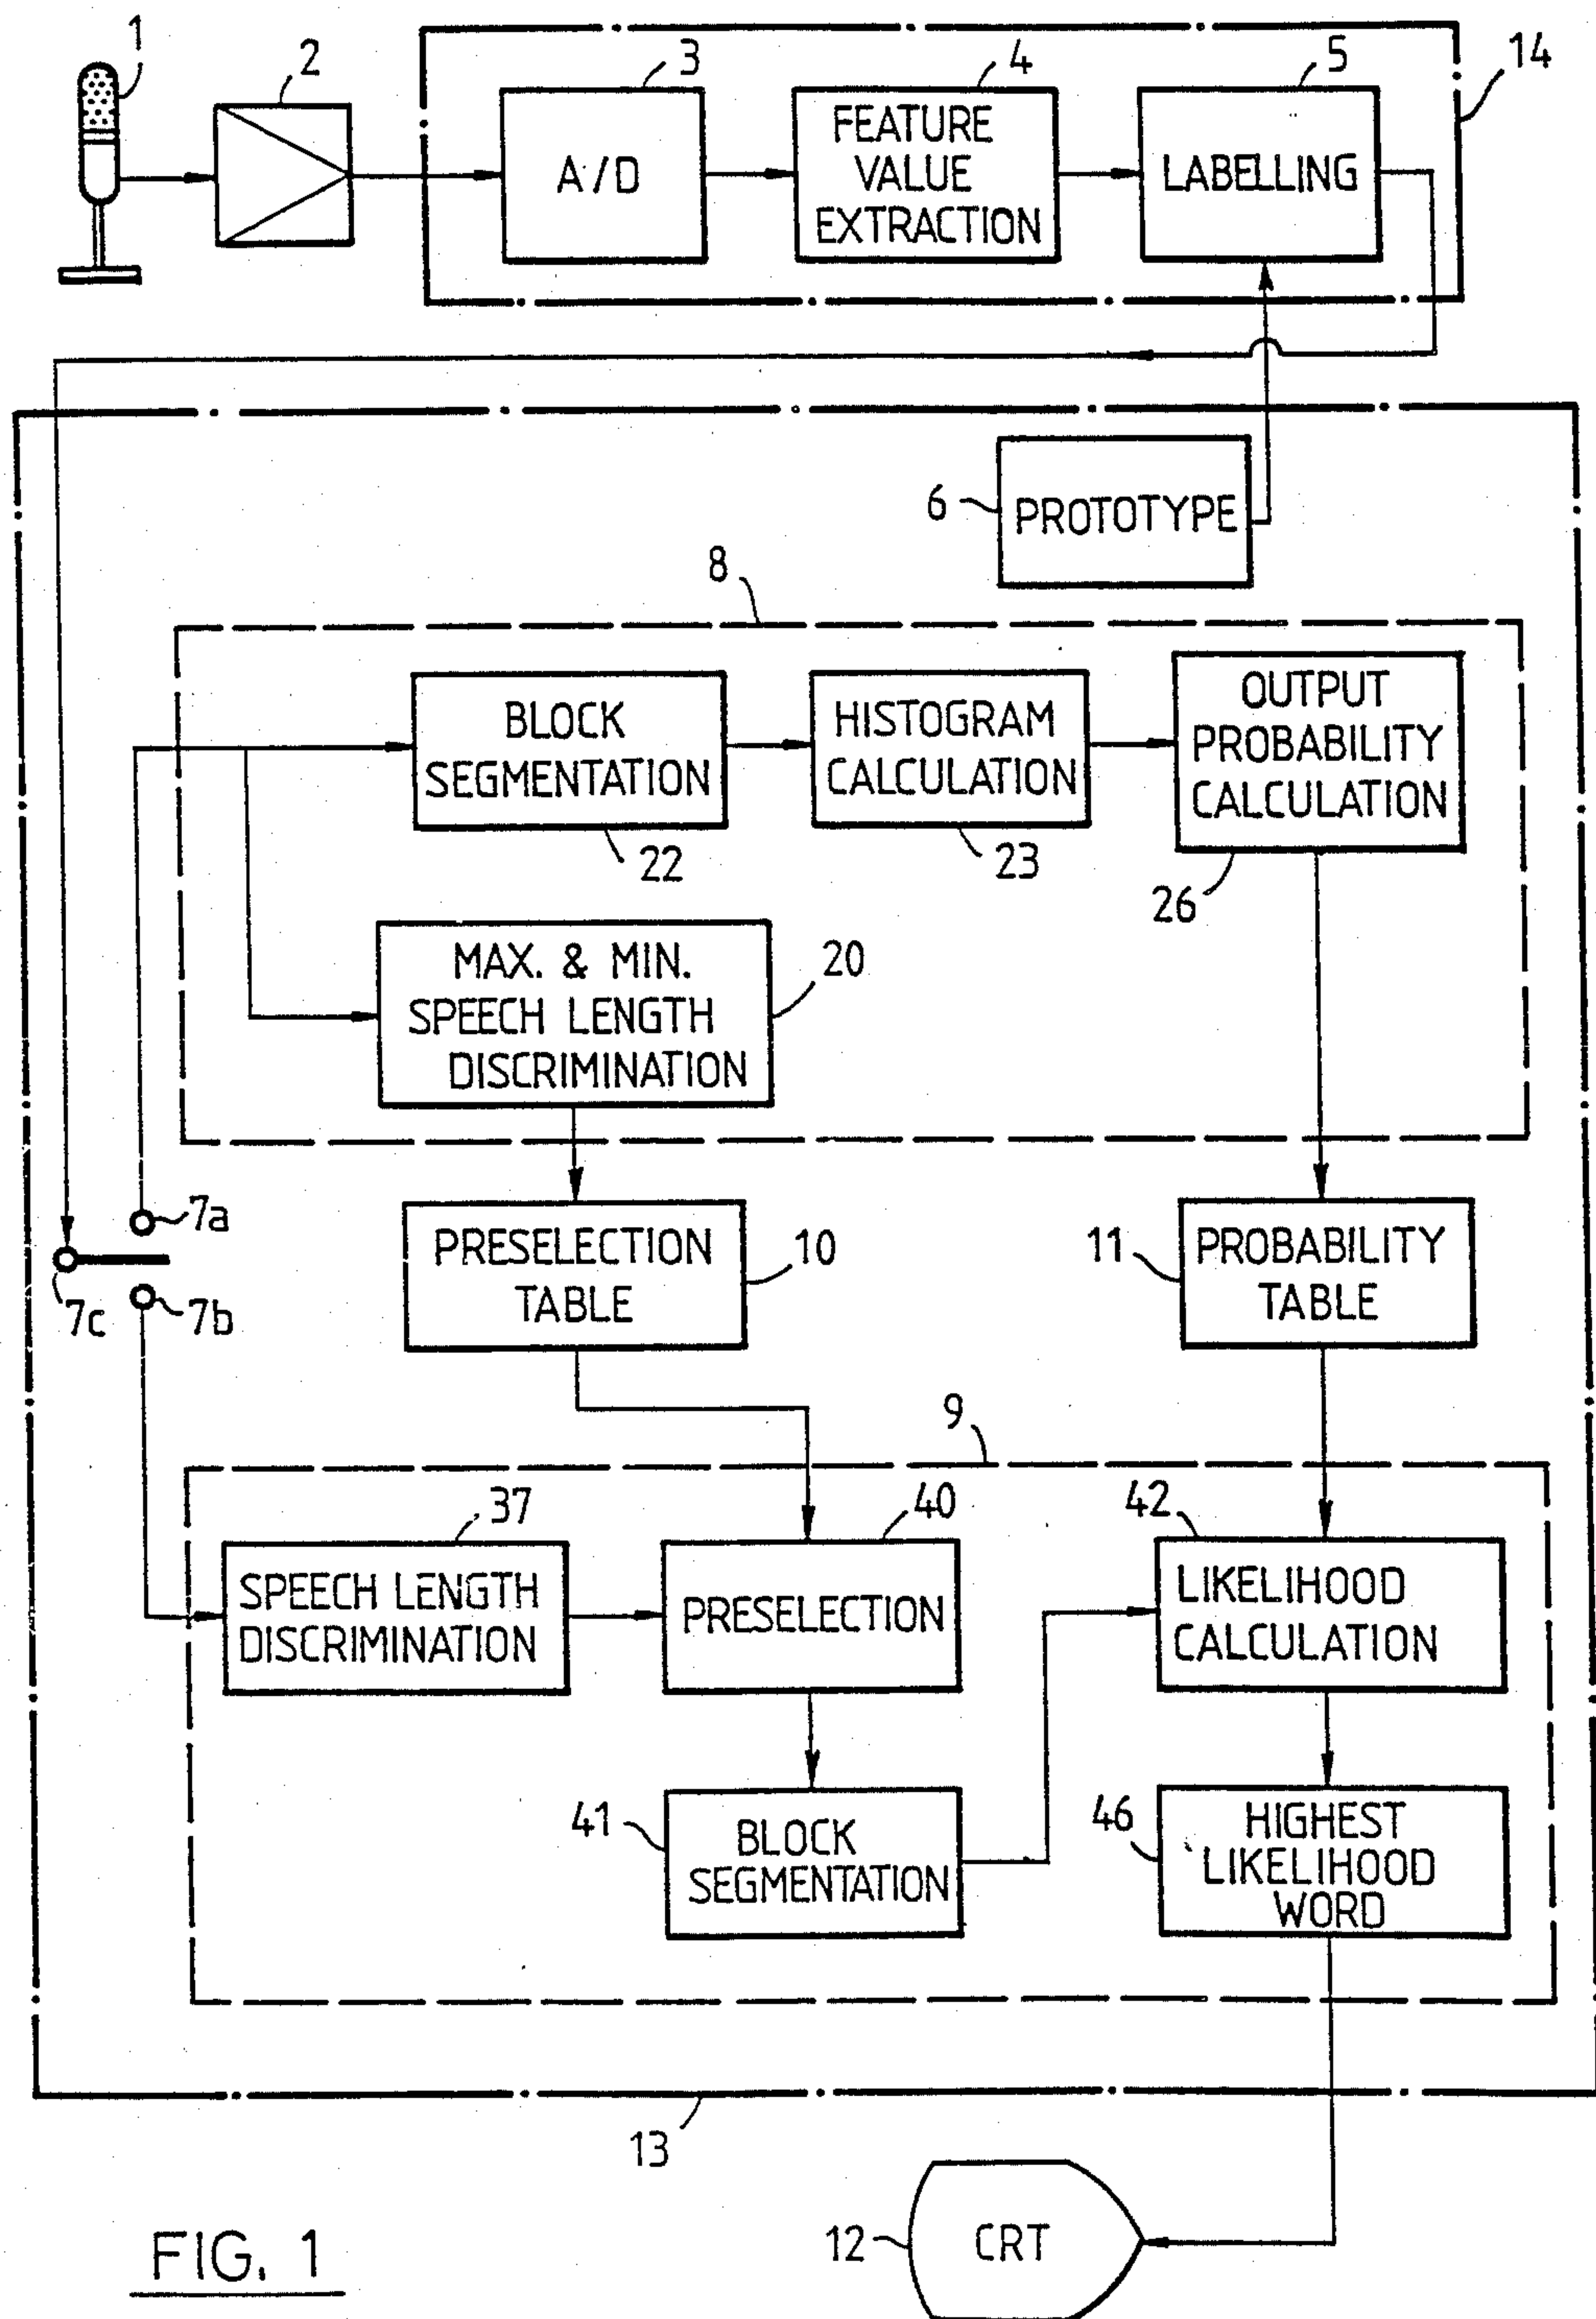 1
2
3
4
5
14
A/D
FEATURE
VALUE
EXTRACTION
LABELLING
6
PROTOTYPE
8
BLOCK
SEGMENTATION
22
HISTOGRAM
CALCULATION
23
OUTPUT
PROBABILITY
CALCULATION
26
MAX. & MIN.
SPEECH LENGTH
DISCRIMINATION
20
7a
7c
7b
PRESELECTION
TABLE
10
11
PROBABILITY
TABLE
9
37
SPEECH LENGTH
DISCRIMINATION
40
PRESELECTION
42
LIKELIHOOD
CALCULATION
41
BLOCK
SEGMENTATION
46
HIGHEST
LIKELIHOOD
WORD
13
12
CRT
FIG. 1